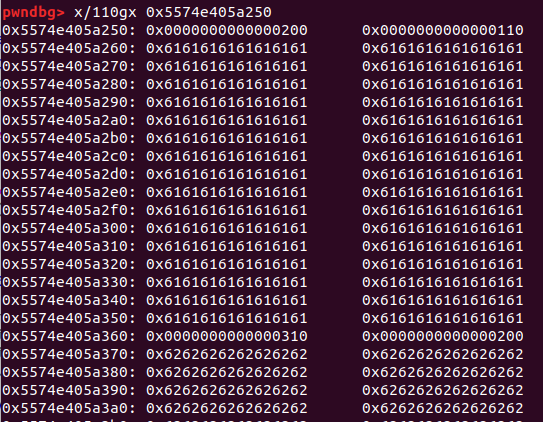 pwndbg> x/110gx 0x5574e405a250
0x5574e405a250: 0x0000000000000200 0x0000000000000110
0x5574e405a260: 0x6161616161616161 0x6161616161616161
0x5574e405a270: 0x6161616161616161 0x6161616161616161
0x5574e405a280: 0x6161616161616161 0x6161616161616161
0x5574e405a290: 0x6161616161616161 0x6161616161616161
0x5574e405a2a0: 0x6161616161616161 0x6161616161616161
0x5574e405a2b0: 0x6161616161616161 0x6161616161616161
0x5574e405a2c0: 0x6161616161616161 0x6161616161616161
0x5574e405a2d0: 0x6161616161616161 0x6161616161616161
0x5574e405a2e0: 0x6161616161616161 0x6161616161616161
0x5574e405a2f0: 0x6161616161616161 0x6161616161616161
0x5574e405a300: 0x6161616161616161 0x6161616161616161
0x5574e405a310: 0x6161616161616161 0x6161616161616161
0x5574e405a320: 0x6161616161616161 0x6161616161616161
0x5574e405a330: 0x6161616161616161 0x6161616161616161
0x5574e405a340: 0x6161616161616161 0x6161616161616161
0x5574e405a350: 0x6161616161616161 0x6161616161616161
0x5574e405a360: 0x0000000000000310 0x0000000000000200
0x5574e405a370: 0x6262626262626262 0x6262626262626262
0x5574e405a380: 0x6262626262626262 0x6262626262626262
0x5574e405a390: 0x6262626262626262 0x6262626262626262
0x5574e405a3a0: 0x6262626262626262 0x6262626262626262